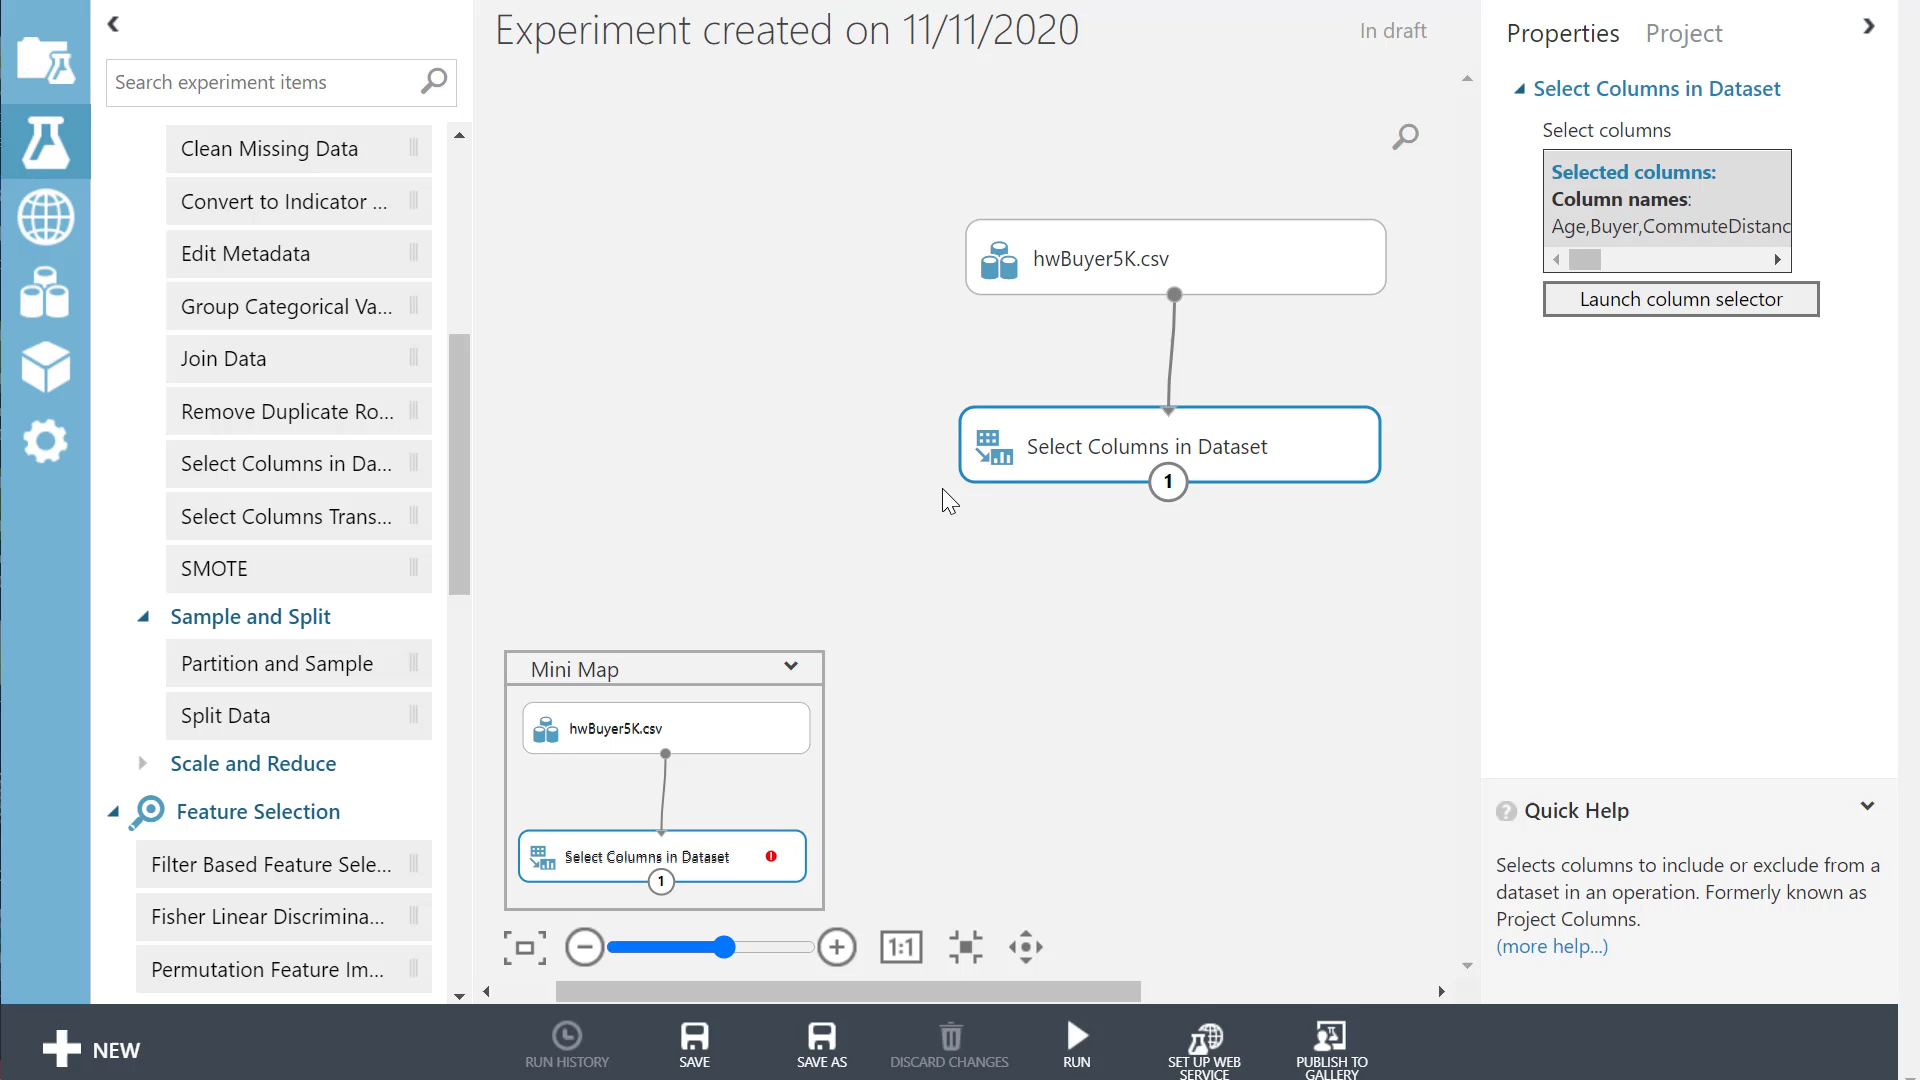 Experiment created on 11/11/2020
In draft
Search experiment items
Clean Missing Data
Convert to Indicator ...
Edit Metadata
Group Categorical Va...
Join Data
Remove Duplicate Ro...
Select Columns in Da...
Select Columns Trans...
SMOTE
Sample and Split
Partition and Sample
Split Data
Scale and Reduce
Feature Selection
Filter Based Feature Sele...
Fisher Linear Discrimina...
Permutation Feature Im...
hwBuyer5K.csv
Select Columns in Dataset
1
Mini Map
hwBuyer5K.csv
Select Columns in Dataset
1
1:1
Properties
Project
Select Columns in Dataset
Select columns
Selected columns:
Column names:
Age,Buyer,CommuteDistanc
Launch column selector
Quick Help
Selects columns to include or exclude from a
dataset in an operation. Formerly known as
Project Columns.
(more help...)
NEW
RUN HISTORY
SAVE
SAVE AS
DISCARD CHANGES
RUN
SET UP WEB
SERVICE
PUBLISH TO
GALLERY